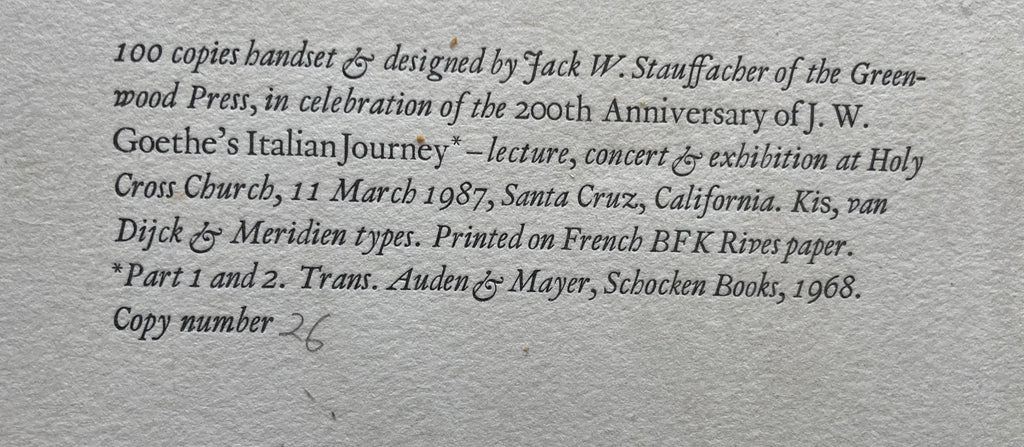 100 copies handset & designed by Jack W. Stauffacher of the Green-
wood Press, in celebration of the 200th Anniversary of J. W.
Goethe's Italian Journey*–lecture, concert & exhibition at Holy
Cross Church, 11 March 1987, Santa Cruz, California. Kis, van
Dijck & Meridien types. Printed on French BFK Rives paper.
*Part 1 and 2. Trans. Auden & Mayer, Schocken Books, 1968.
Copy number 26